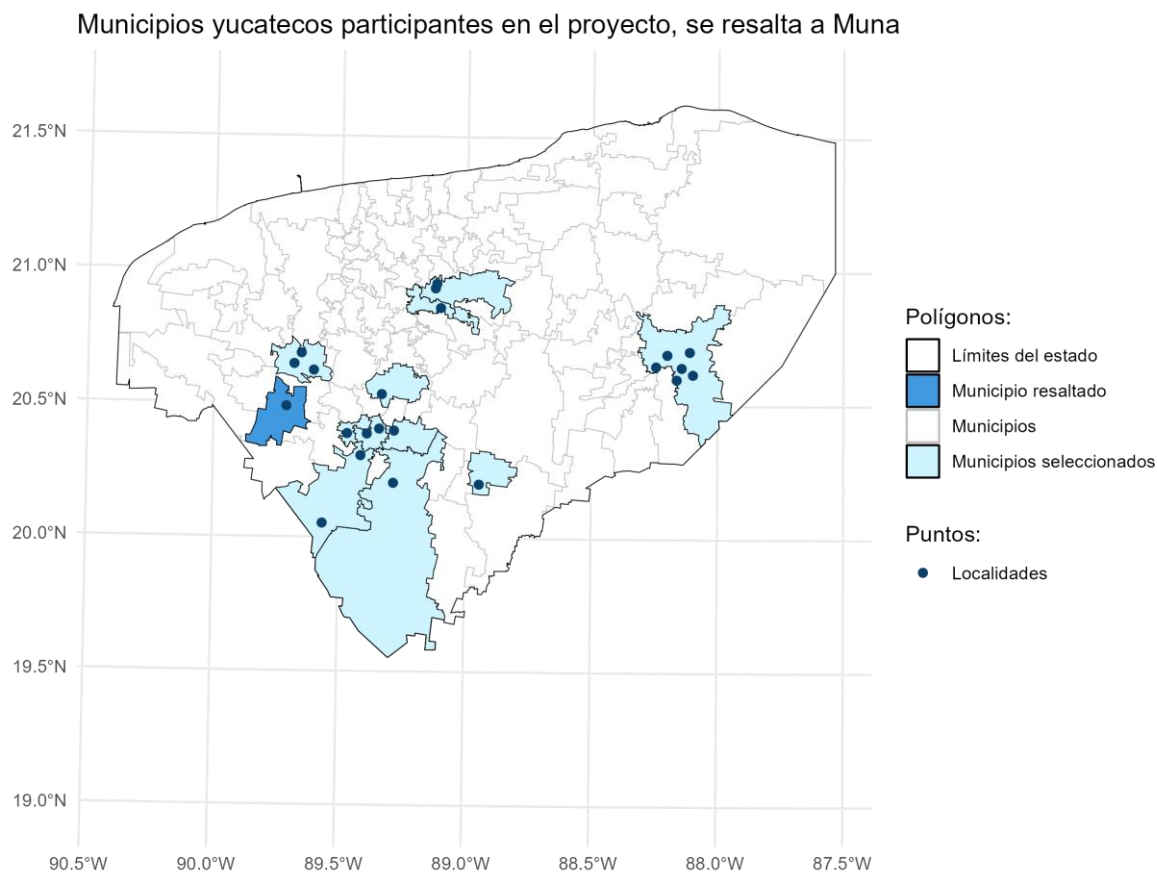 Municipios yucatecos participantes en el proyecto, se resalta a Muna
21.5°N
21.0°N
20.5°N
20.0°N
19.5°N
19.0°N
90.5°W
90.0°W
89.5°W
89.0°W
88.5°W
88.0°W
87.5°W
Polígonos:
Límites del estado
Municipio resaltado
Municipios
Municipios seleccionados
Puntos:
Localidades